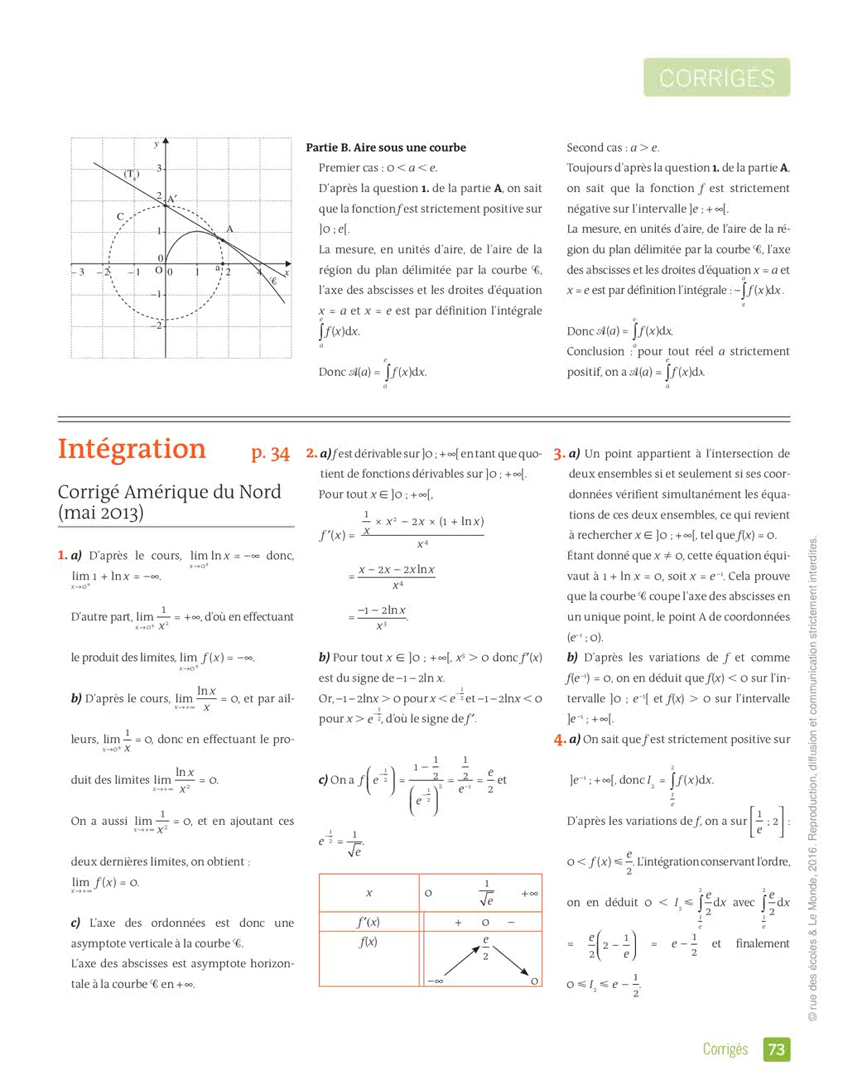 CORRIGÉS
y
3
(Tₐ)
2
A'
C
A
1
0
– 3
– 2
– 1
O
0
1
a
2
4
x
𝒞
–1
–2
Partie B. Aire sous une courbe
Premier cas : 0 < a < e.
D'après la question 1. de la partie A, on sait
que la fonction f est strictement positive sur
]0 ; e[.
La mesure, en unités d'aire, de l'aire de la
région du plan délimitée par la courbe 𝒞,
l'axe des abscisses et les droites d'équation
x = a et x = e est par définition l'intégrale
∫ₐᵉ f(x)dx.
Donc 𝒜(a) = ∫ₐᵉ f(x)dx.
Second cas : a > e.
Toujours d'après la question 1. de la partie A,
on sait que la fonction f est strictement
négative sur l'intervalle ]e ; +∞[.
La mesure, en unités d'aire, de l'aire de la ré-
gion du plan délimitée par la courbe 𝒞, l'axe
des abscisses et les droites d'équation x = a et
x = e est par définition l'intégrale : –∫ₑᵃ f(x)dx.
Donc 𝒜(a) = ∫ₐᵉ f(x)dx.
Conclusion : pour tout réel a strictement
positif, on a 𝒜(a) = ∫ₐᵉ f(x)dx
Intégration p. 34
Corrigé Amérique du Nord
(mai 2013)
1. a) D'après le cours, lim x→0⁺ ln x = –∞ donc,
lim x→0⁺ 1 + ln x = –∞.
D'autre part, lim x→0⁺ 1/x² = +∞, d'où en effectuant
le produit des limites, lim x→0⁺ f(x) = –∞.
b) D'après le cours, lim x→+∞ ln x/x = 0, et par ail-
leurs, lim x→0⁺ 1/x = 0, donc en effectuant le pro-
duit des limites lim x→+∞ ln x/x² = 0.
On a aussi lim x→+∞ 1/x² = 0, et en ajoutant ces
deux dernières limites, on obtient :
lim x→+∞ f(x) = 0.
c) L'axe des ordonnées est donc une
asymptote verticale à la courbe 𝒞.
L'axe des abscisses est asymptote horizon-
tale à la courbe 𝒞 en +∞.
2. a) f est dérivable sur ]0 ; +∞[ en tant que quo-
tient de fonctions dérivables sur ]0 ; +∞[.
Pour tout x ∈ ]0 ; +∞[,
f'(x) = (1/x × x² – 2x × (1 + ln x))/x⁴
= (x – 2x – 2x ln x)/x⁴
= (–1 – 2ln x)/x³.
b) Pour tout x ∈ ]0 ; +∞[, x³ > 0 donc f'(x)
est du signe de –1 – 2ln x.
Or, –1 – 2lnx > 0 pour x < e^(–1/2) et –1 – 2lnx < 0
pour x > e^(–1/2), d'où le signe de f'.
c) On a f(e^(–1/2)) = (1 – 1/2)/(e^(–1/2))² = (1/2)/e⁻¹ = e/2 et
e^(–1/2) = 1/√e.
x 0 1/√e +∞
f'(x) + 0 –
f(x) –∞ e/2 0
3. a) Un point appartient à l'intersection de
deux ensembles si et seulement si ses coor-
données vérifient simultanément les équa-
tions de ces deux ensembles, ce qui revient
à rechercher x ∈ ]0 ; +∞[, tel que f(x) = 0.
Étant donné que x ≠ 0, cette équation équi-
vaut à 1 + ln x = 0, soit x = e⁻¹. Cela prouve
que la courbe 𝒞 coupe l'axe des abscisses en
un unique point, le point A de coordonnées
(e⁻¹ ; 0).
b) D'après les variations de f et comme
f(e⁻¹) = 0, on en déduit que f(x) < 0 sur l'in-
tervalle ]0 ; e⁻¹[ et f(x) > 0 sur l'intervalle
]e⁻¹ ; +∞[.
4. a) On sait que f est strictement positive sur
]e⁻¹ ; +∞[, donc I₂ = ∫_(1/e)^2 f(x)dx.
D'après les variations de f, on a sur [1/e ; 2] :
0 < f(x) ⩽ e/2. L'intégration conservant l'ordre,
on en déduit 0 < I₂ ⩽ ∫_(1/e)^2 e/2 dx avec ∫_(1/e)^2 e/2 dx
= e/2(2 – 1/e) = e – 1/2 et finalement
0 ⩽ I₂ ⩽ e – 1/2.
© rue des écoles & Le Monde, 2016. Reproduction, diffusion et communication strictement interdites.
Corrigés 73